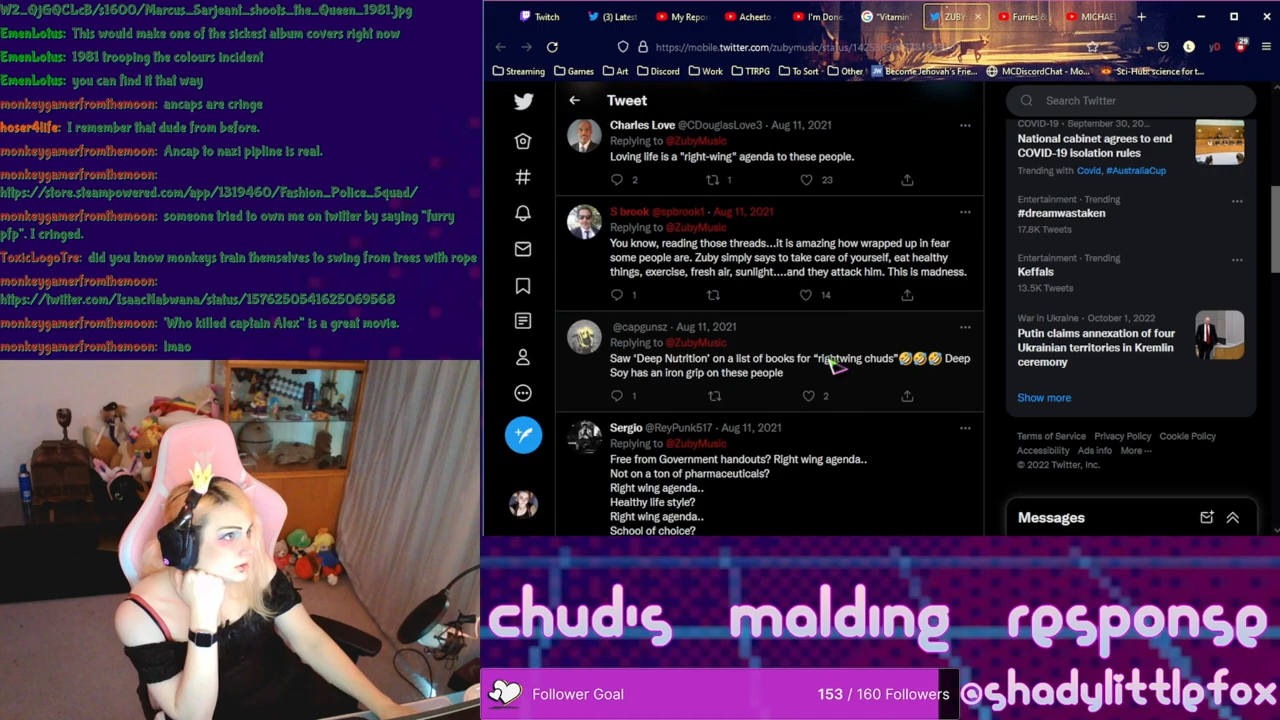 W2_QjGQCLcB/s1600/Marcus_Sarjeant_shoots_the_Queen_1981.jpg
EmenLotus: This would make one of the sickest album covers right now
EmenLotus: 1981 trooping the colours incident
EmenLotus: you can find it that way
monkeygamerfromthemoon: ancaps are cringe
hoser4life: I remember that dude from before.
monkeygamerfromthemoon: Ancap to nazi pipline is real.
monkeygamerfromthemoon:
https://store.steampowered.com/app/1319460/Fashion_Police_Squad/
monkeygamerfromthemoon: someone tried to own me on twitter by saying "furry
pfp". I cringed.
ToxicLogoTre: did you know monkeys train themselves to swing from trees with rope
monkeygamerfromthemoon:
https://twitter.com/IsaacNabwana/status/1576250541625069568
monkeygamerfromthemoon: "Who killed captain Alex" is a great movie.
monkeygamerfromthemoon: lmao
Twitch
(3) Latest
My Repor
Acheeto
I'm Done
"Vitamin
ZUBY
Furries &
MICHAEL
https://mobile.twitter.com/zubymusic/status/
29
Streaming
Games
Art
Discord
Work
TTRPG
To Sort
Other
Become Jehovah's Frie...
MCDiscordChat - Mo...
Sci-Hub: science for t...
Tweet
Charles Love @CDouglasLove3 · Aug 11, 2021
Replying to @ZubyMusic
Loving life is a "right-wing" agenda to these people.
2
1
23
S brook @spbrook1 · Aug 11, 2021
Replying to @ZubyMusic
You know, reading those threads...it is amazing how wrapped up in fear
some people are. Zuby simply says to take care of yourself, eat healthy
things, exercise, fresh air, sunlight....and they attack him. This is madness.
1
14
@capgunsz · Aug 11, 2021
Replying to @ZubyMusic
Saw ‘Deep Nutrition’ on a list of books for “rightwing chuds”🤣🤣🤣 Deep
Soy has an iron grip on these people
1
2
Sergio @ReyPunk517 · Aug 11, 2021
Replying to @ZubyMusic
Free from Government handouts? Right wing agenda..
Not on a ton of pharmaceuticals?
Right wing agenda..
Healthy life style?
Right wing agenda..
School of choice?
Search Twitter
COVID-19 · September 30, 20...
National cabinet agrees to end
COVID-19 isolation rules
Trending with Covid, #AustraliaCup
Entertainment · Trending
#dreamwastaken
17.8K Tweets
Entertainment · Trending
Keffals
13.5K Tweets
War in Ukraine · October 1, 2022
Putin claims annexation of four
Ukrainian territories in Kremlin
ceremony
Show more
Terms of Service Privacy Policy Cookie Policy
Accessibility Ads info More ···
© 2022 Twitter, Inc.
Messages
chud's malding response
Follower Goal
153 / 160 Followers
@shadylittlefox